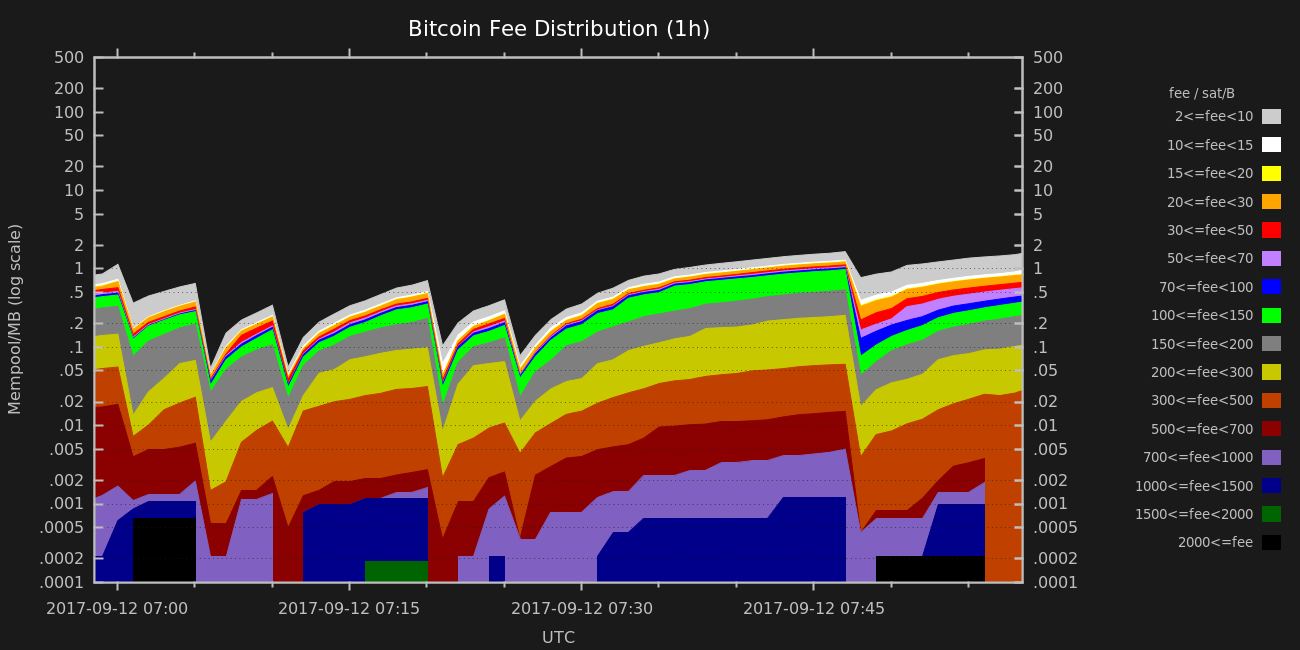 Bitcoin Fee Distribution (1h)
Mempool/MB (log scale)
500
200
100
50
20
10
5
2
1
.5
.2
.1
.05
.02
.01
.005
.002
.001
.0005
.0002
.0001
500
200
100
50
20
10
5
2
1
.5
.2
.1
.05
.02
.01
.005
.002
.001
.0005
.0002
.0001
2017-09-12 07:00
2017-09-12 07:15
2017-09-12 07:30
2017-09-12 07:45
UTC
fee / sat/B
2<=fee<10
10<=fee<15
15<=fee<20
20<=fee<30
30<=fee<50
50<=fee<70
70<=fee<100
100<=fee<150
150<=fee<200
200<=fee<300
300<=fee<500
500<=fee<700
700<=fee<1000
1000<=fee<1500
1500<=fee<2000
2000<=fee